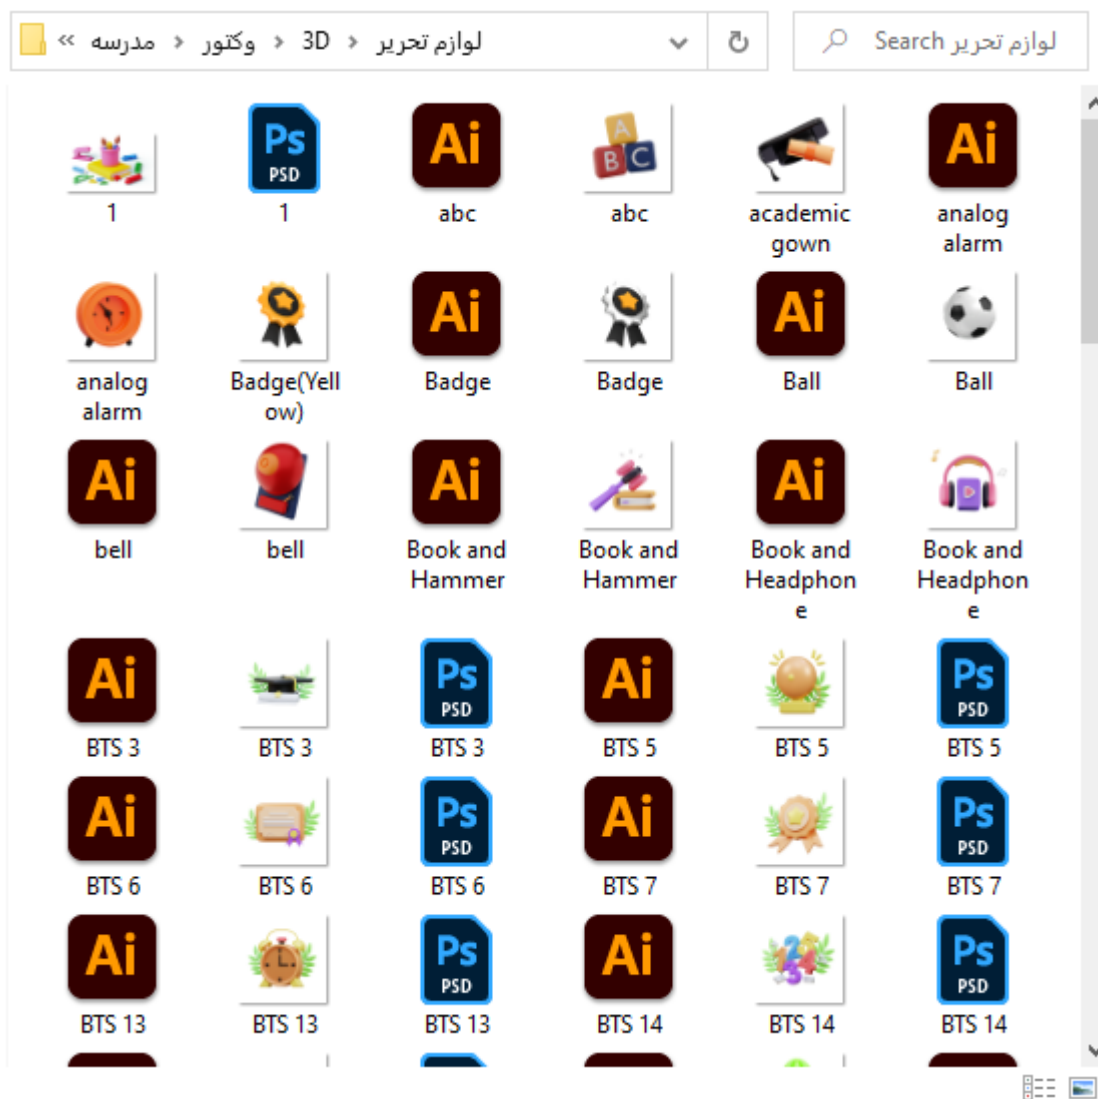 « مدرسه › وکتور › 3D › لوازم تحریر
Search لوازم تحریر
Ps
PSD
Ai
A
B C
Ai
1
1
abc
abc
academic
gown
analog
alarm
Ai
Ai
analog
alarm
Badge(Yell
ow)
Badge
Badge
Ball
Ball
Ai
Ai
Ai
bell
bell
Book and
Hammer
Book and
Hammer
Book and
Headphon
e
Book and
Headphon
e
Ai
Ps
PSD
Ai
Ps
PSD
BTS 3
BTS 3
BTS 3
BTS 5
BTS 5
BTS 5
Ai
Ps
PSD
Ai
Ps
PSD
BTS 6
BTS 6
BTS 6
BTS 7
BTS 7
BTS 7
Ai
Ps
PSD
Ai
Ps
PSD
BTS 13
BTS 13
BTS 13
BTS 14
BTS 14
BTS 14